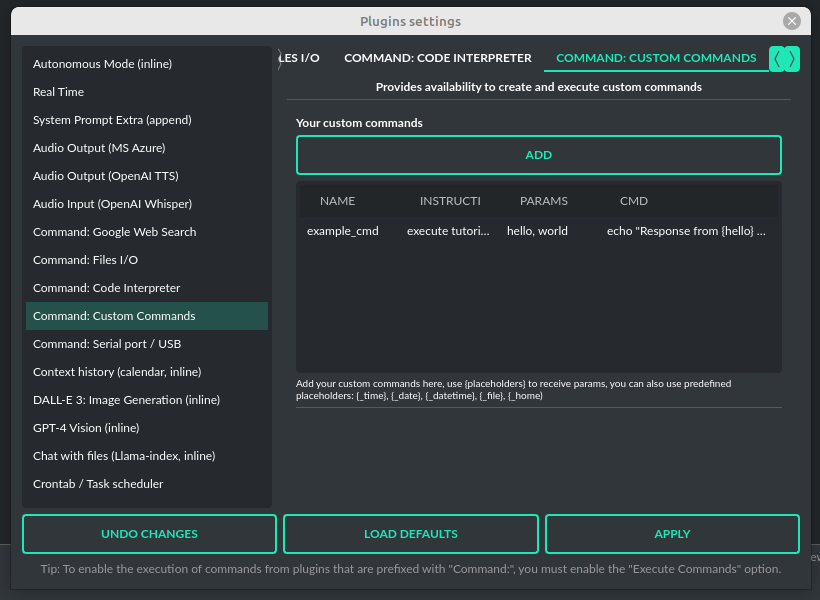 Plugins settings
Autonomous Mode (inline)
Real Time
System Prompt Extra (append)
Audio Output (MS Azure)
Audio Output (OpenAI TTS)
Audio Input (OpenAI Whisper)
Command: Google Web Search
Command: Files I/O
Command: Code Interpreter
Command: Custom Commands
Command: Serial port / USB
Context history (calendar, inline)
DALL-E 3: Image Generation (inline)
GPT-4 Vision (inline)
Chat with files (Llama-index, inline)
Crontab / Task scheduler
LES I/O COMMAND: CODE INTERPRETER COMMAND: CUSTOM COMMANDS
Provides availability to create and execute custom commands
Your custom commands
ADD
NAME INSTRUCTI PARAMS CMD
example_cmd execute tutori... hello, world echo "Response from {hello} ...
Add your custom commands here, use {placeholders} to receive params, you can also use predefined
placeholders: {_time}, {_date}, {_datetime}, {_file}, {_home}
UNDO CHANGES LOAD DEFAULTS APPLY
Tip: To enable the execution of commands from plugins that are prefixed with "Command:", you must enable the "Execute Commands" option.